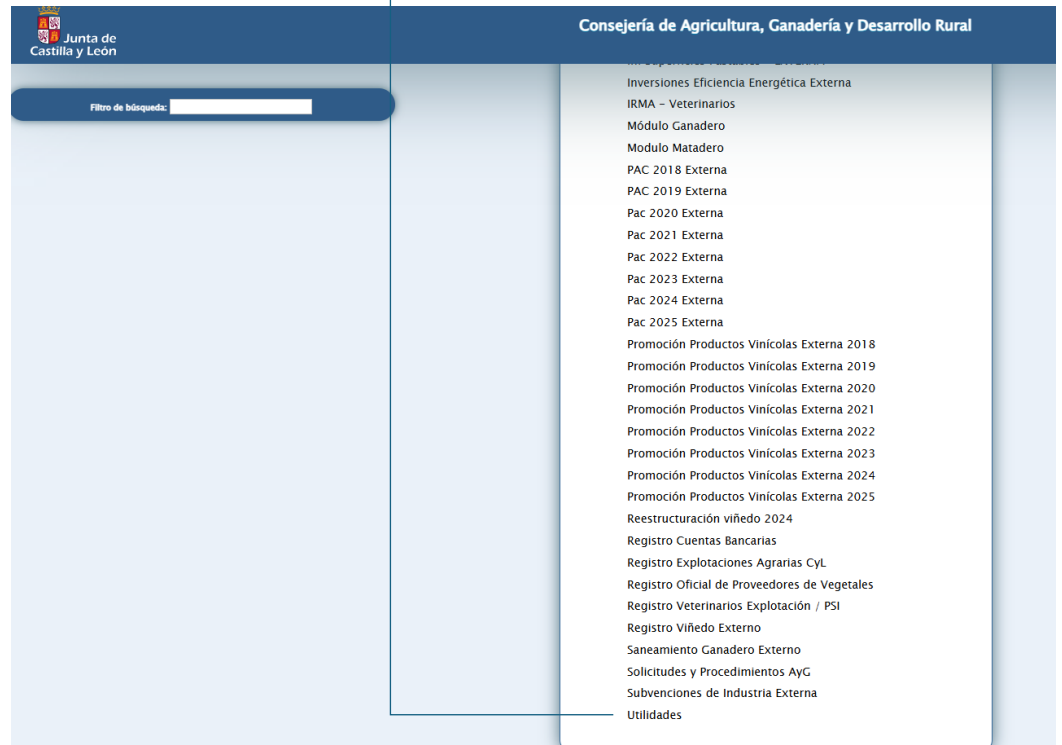 Junta de
Castilla y León
Consejería de Agricultura, Ganadería y Desarrollo Rural
Filtro de búsqueda:
Inversiones Eficiencia Energética Externa
IRMA - Veterinarios
Módulo Ganadero
Modulo Matadero
PAC 2018 Externa
PAC 2019 Externa
Pac 2020 Externa
Pac 2021 Externa
Pac 2022 Externa
Pac 2023 Externa
Pac 2024 Externa
Pac 2025 Externa
Promoción Productos Vinícolas Externa 2018
Promoción Productos Vinícolas Externa 2019
Promoción Productos Vinícolas Externa 2020
Promoción Productos Vinícolas Externa 2021
Promoción Productos Vinícolas Externa 2022
Promoción Productos Vinícolas Externa 2023
Promoción Productos Vinícolas Externa 2024
Promoción Productos Vinícolas Externa 2025
Reestructuración viñedo 2024
Registro Cuentas Bancarias
Registro Explotaciones Agrarias CyL
Registro Oficial de Proveedores de Vegetales
Registro Veterinarios Explotación / PSI
Registro Viñedo Externo
Saneamiento Ganadero Externo
Solicitudes y Procedimientos AyG
Subvenciones de Industria Externa
Utilidades